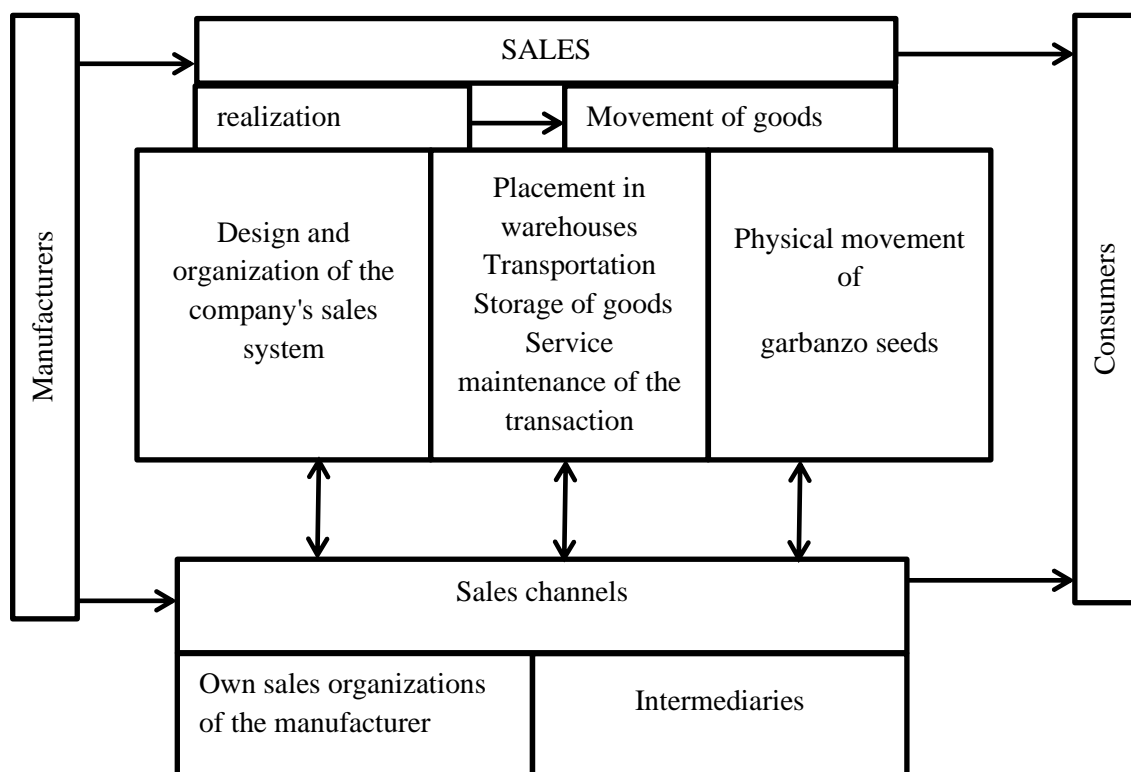 SALES
realization
Movement of goods
Manufacturers
Design and
organization of the
company's sales
system
Placement in
warehouses
Transportation
Storage of goods
Service
maintenance of the
transaction
Physical movement
of
garbanzo seeds
Consumers
Sales channels
Own sales organizations
of the manufacturer
Intermediaries